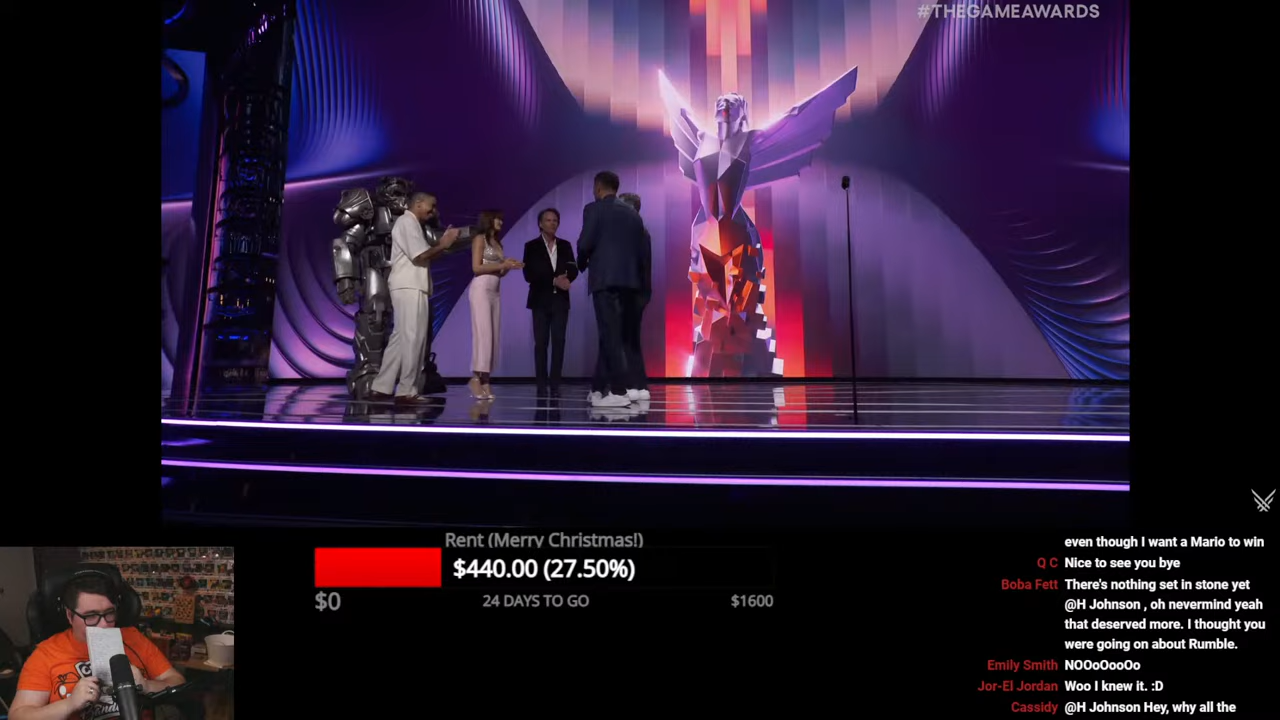 #THEGAMEAWARDS
Rent (Merry Christmas!)
$440.00 (27.50%)
$0
24 DAYS TO GO
$1600
even though I want a Mario to win
Q C Nice to see you bye
Boba Fett There's nothing set in stone yet
@H Johnson , oh nevermind yeah
that deserved more. I thought you
were going on about Rumble.
Emily Smith NOOoOooOo
Jor-El Jordan Woo I knew it. :D
Cassidy @H Johnson Hey, why all the